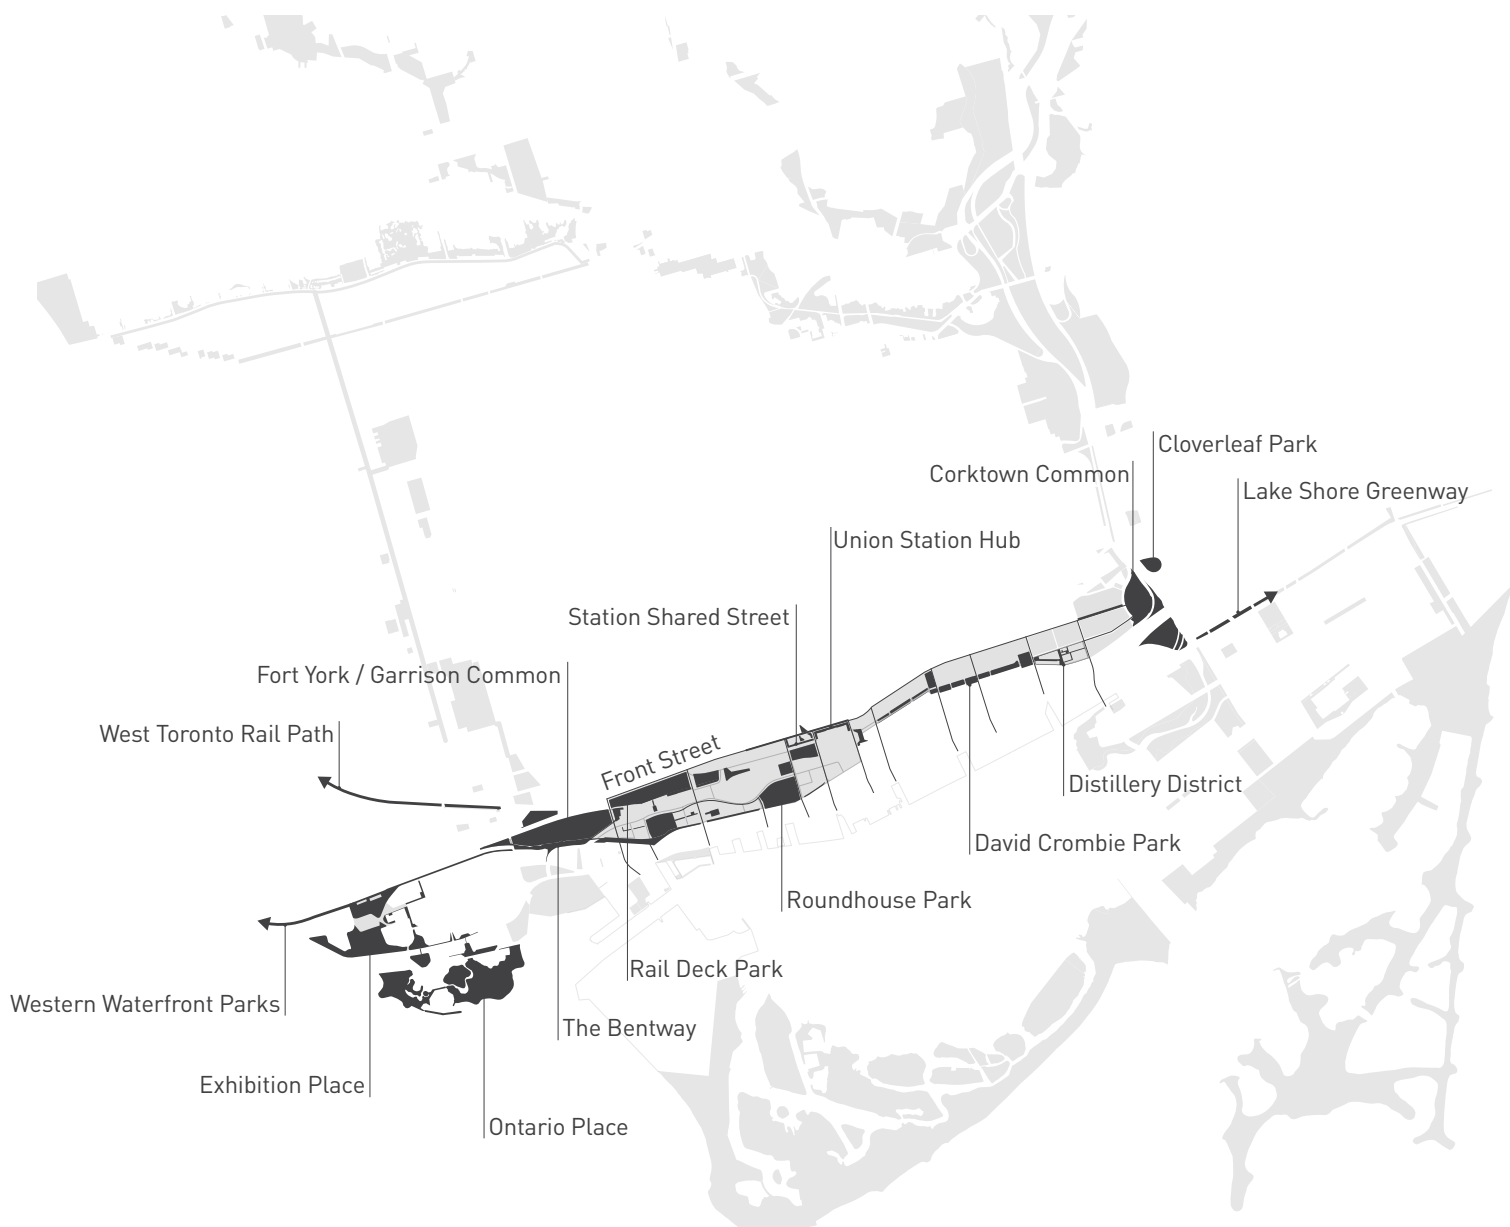 Cloverleaf Park
Corktown Common
Lake Shore Greenway
Union Station Hub
Station Shared Street
Fort York / Garrison Common
West Toronto Rail Path
Front Street
Distillery District
David Crombie Park
Roundhouse Park
Rail Deck Park
Western Waterfront Parks
The Bentway
Exhibition Place
Ontario Place